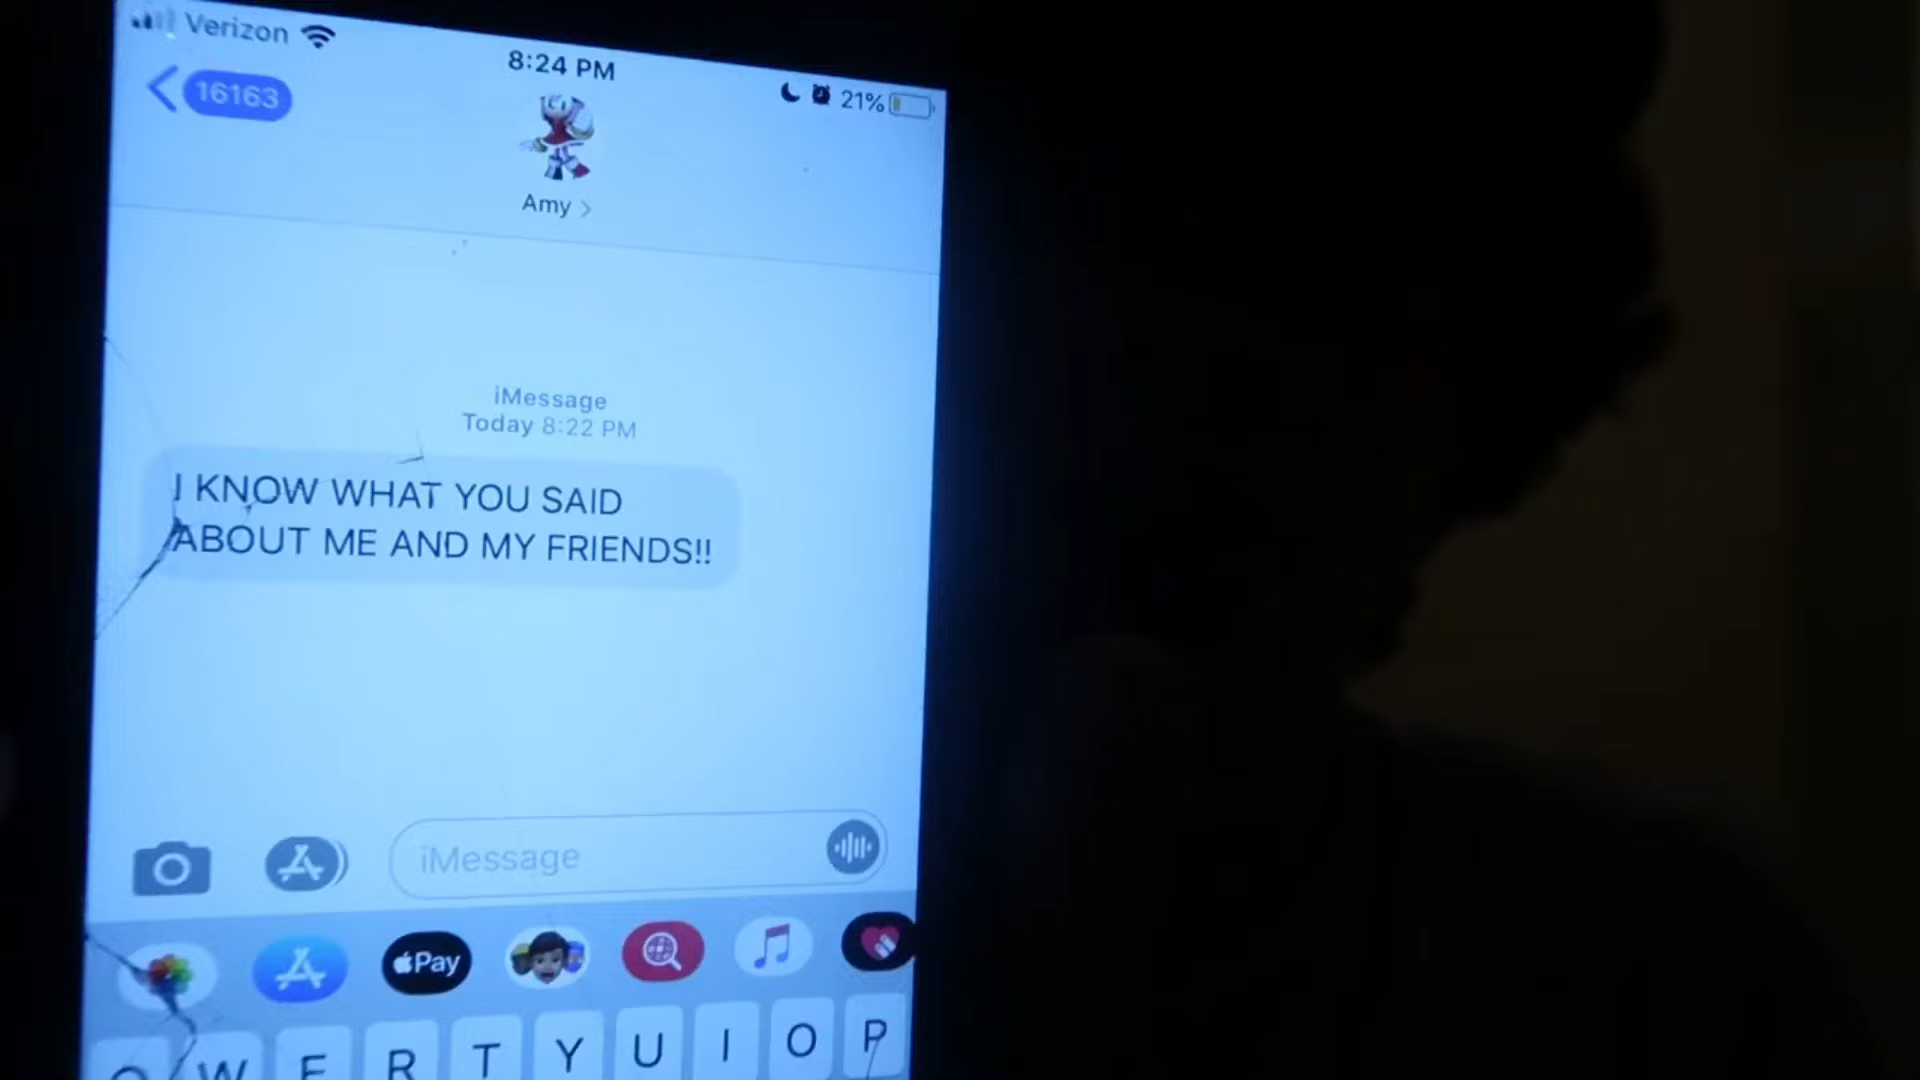 Verizon
8:24 PM
21%
16163
Amy
iMessage
Today 8:22 PM
I KNOW WHAT YOU SAID
ABOUT ME AND MY FRIENDS!!
iMessage
Pay
Q W E R T Y U I O P